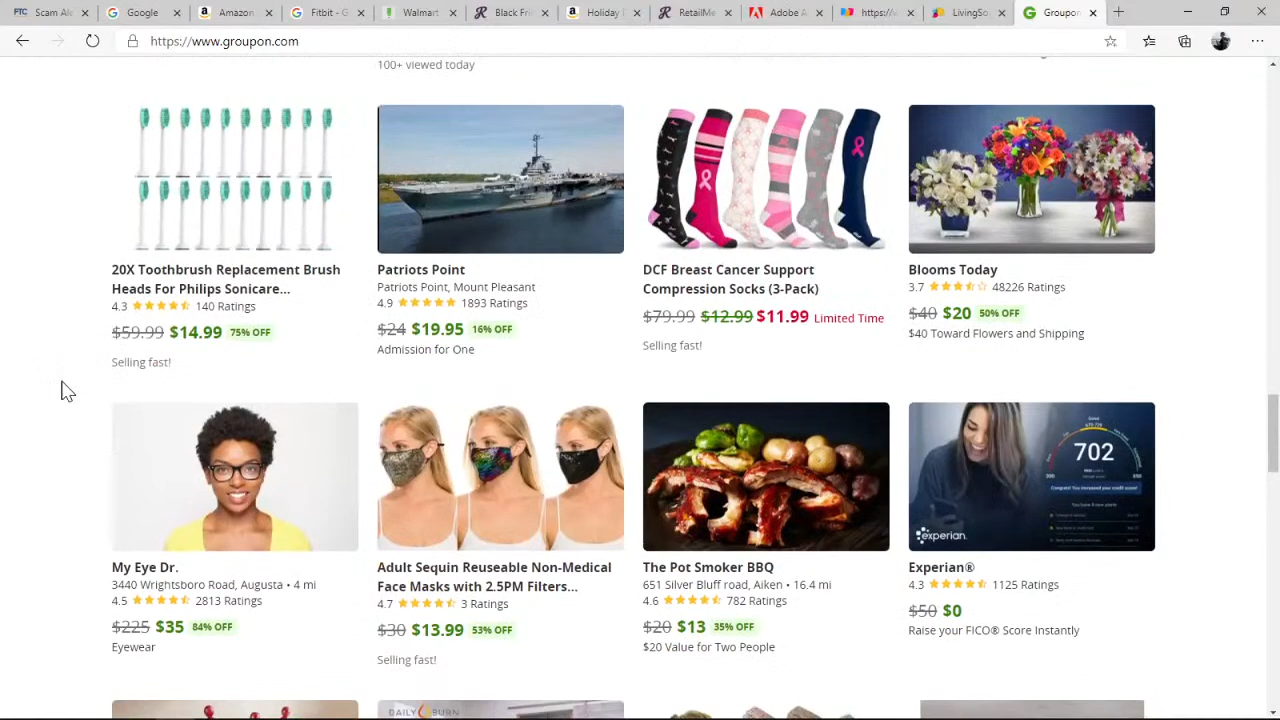 FTC Scam Ale
Google
Amazon
Fitbit - G
Walmart
Black Fri
Holiday
RetailMe
Adobe A
https://w
LivingSo
Groupon
https://www.groupon.com
100+ viewed today
20X Toothbrush Replacement Brush
Heads For Philips Sonicare...
4.3 140 Ratings
$59.99 $14.99 75% OFF
Selling fast!
Patriots Point
Patriots Point, Mount Pleasant
4.9 1893 Ratings
$24 $19.95 16% OFF
Admission for One
DCF Breast Cancer Support
Compression Socks (3-Pack)
$79.99 $12.99 $11.99 Limited Time
Selling fast!
Blooms Today
3.7 48226 Ratings
$40 $20 50% OFF
$40 Toward Flowers and Shipping
My Eye Dr.
3440 Wrightsboro Road, Augusta • 4 mi
4.5 2813 Ratings
$225 $35 84% OFF
Eyewear
Adult Sequin Reuseable Non-Medical
Face Masks with 2.5PM Filters...
4.7 3 Ratings
$30 $13.99 53% OFF
Selling fast!
The Pot Smoker BBQ
651 Silver Bluff road, Aiken • 16.4 mi
4.6 782 Ratings
$20 $13 35% OFF
$20 Value for Two People
702
experian.
Experian®
4.3 1125 Ratings
$50 $0
Raise your FICO® Score Instantly
DAILY BURN